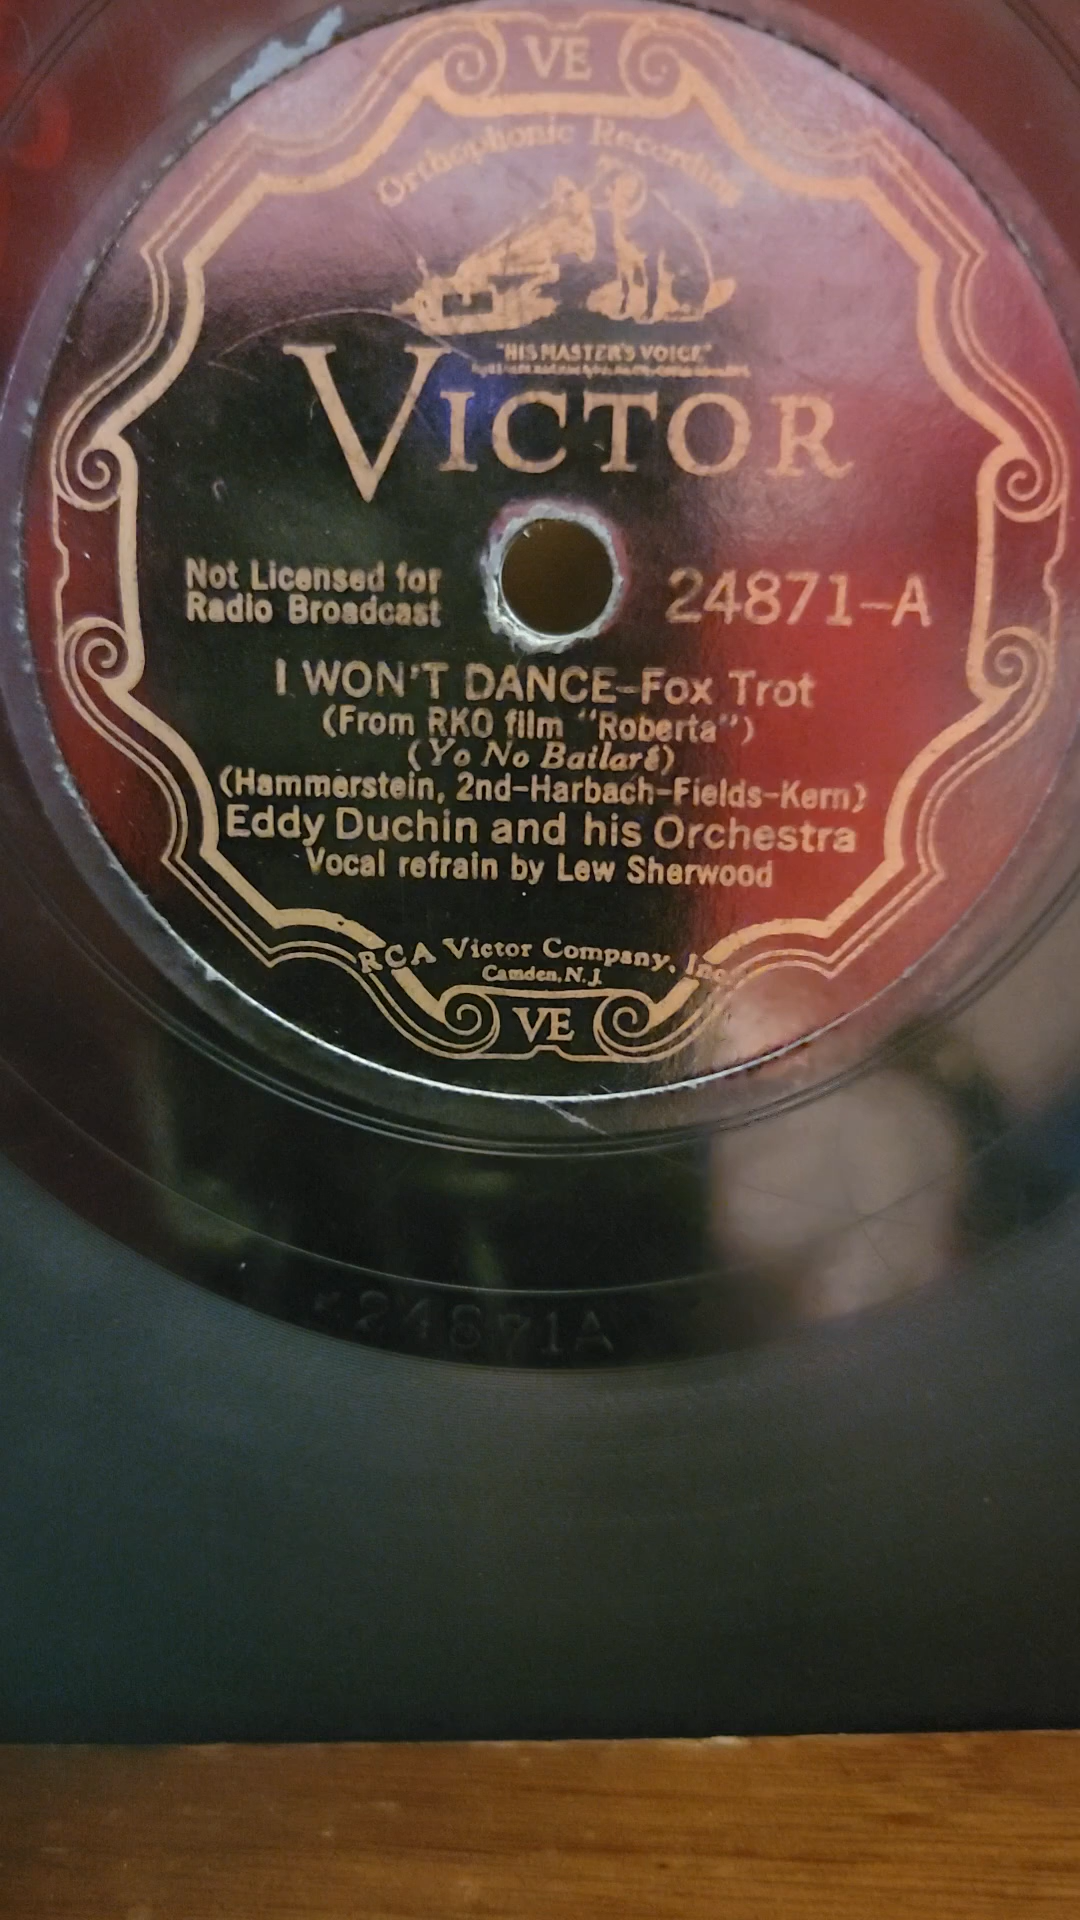 VE
Orthophonic Recording
"HIS MASTER'S VOICE"
VICTOR
Not Licensed for
Radio Broadcast
24871-A
I WON'T DANCE-Fox Trot
(From RKO film "Roberta")
(Yo No Bailaré)
(Hammerstein, 2nd-Harbach-Fields-Kern)
Eddy Duchin and his Orchestra
Vocal refrain by Lew Sherwood
RCA Victor Company, Inc.
Camden, N.J.
VE
24871A